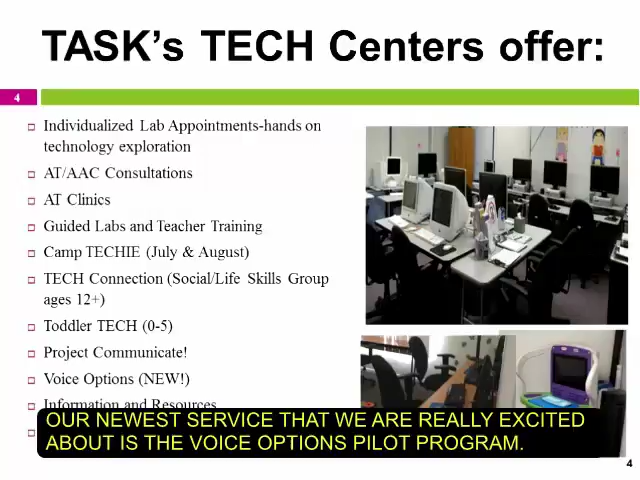 TASK's TECH Centers offer:
4
Individualized Lab Appointments-hands on
technology exploration
AT/AAC Consultations
AT Clinics
Guided Labs and Teacher Training
Camp TECHIE (July & August)
TECH Connection (Social/Life Skills Group
ages 12+)
Toddler TECH (0-5)
Project Communicate!
Voice Options (NEW!)
Information and Resources
OUR NEWEST SERVICE THAT WE ARE REALLY EXCITED
ABOUT IS THE VOICE OPTIONS PILOT PROGRAM.
4